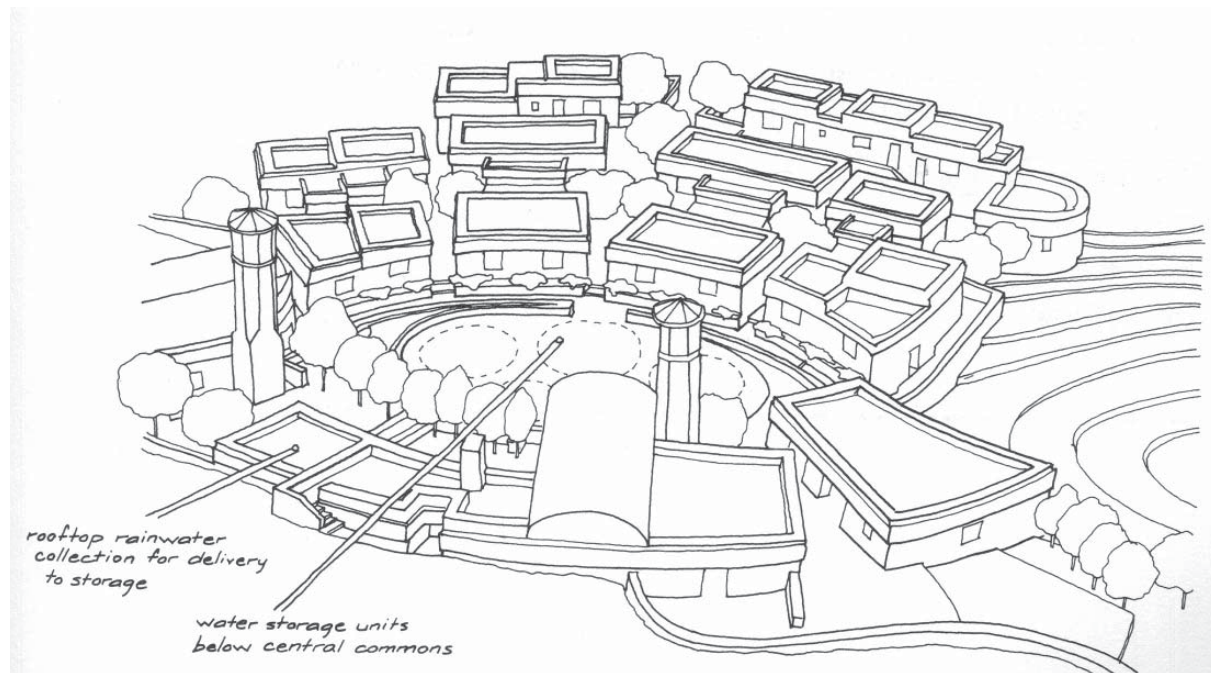 rooftop rainwater
collection for delivery
to storage
water storage units
below central commons